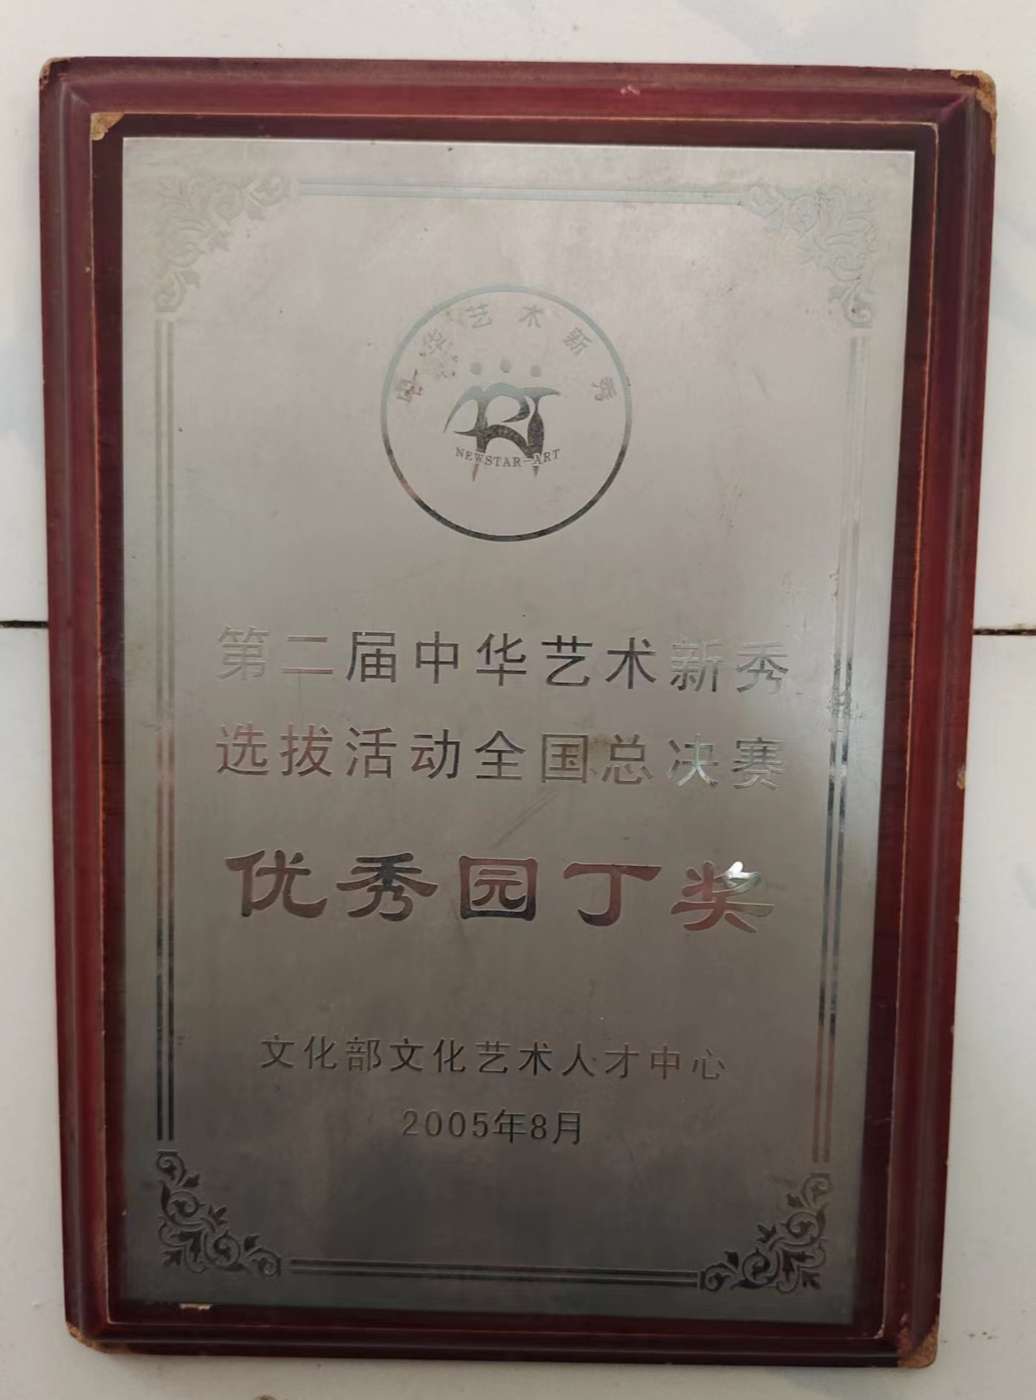 中华艺术新秀
NEWSTAR-ART
第二届中华艺术新秀
选拔活动全国总决赛
优秀园丁奖
文化部文化艺术人才中心
2005年8月